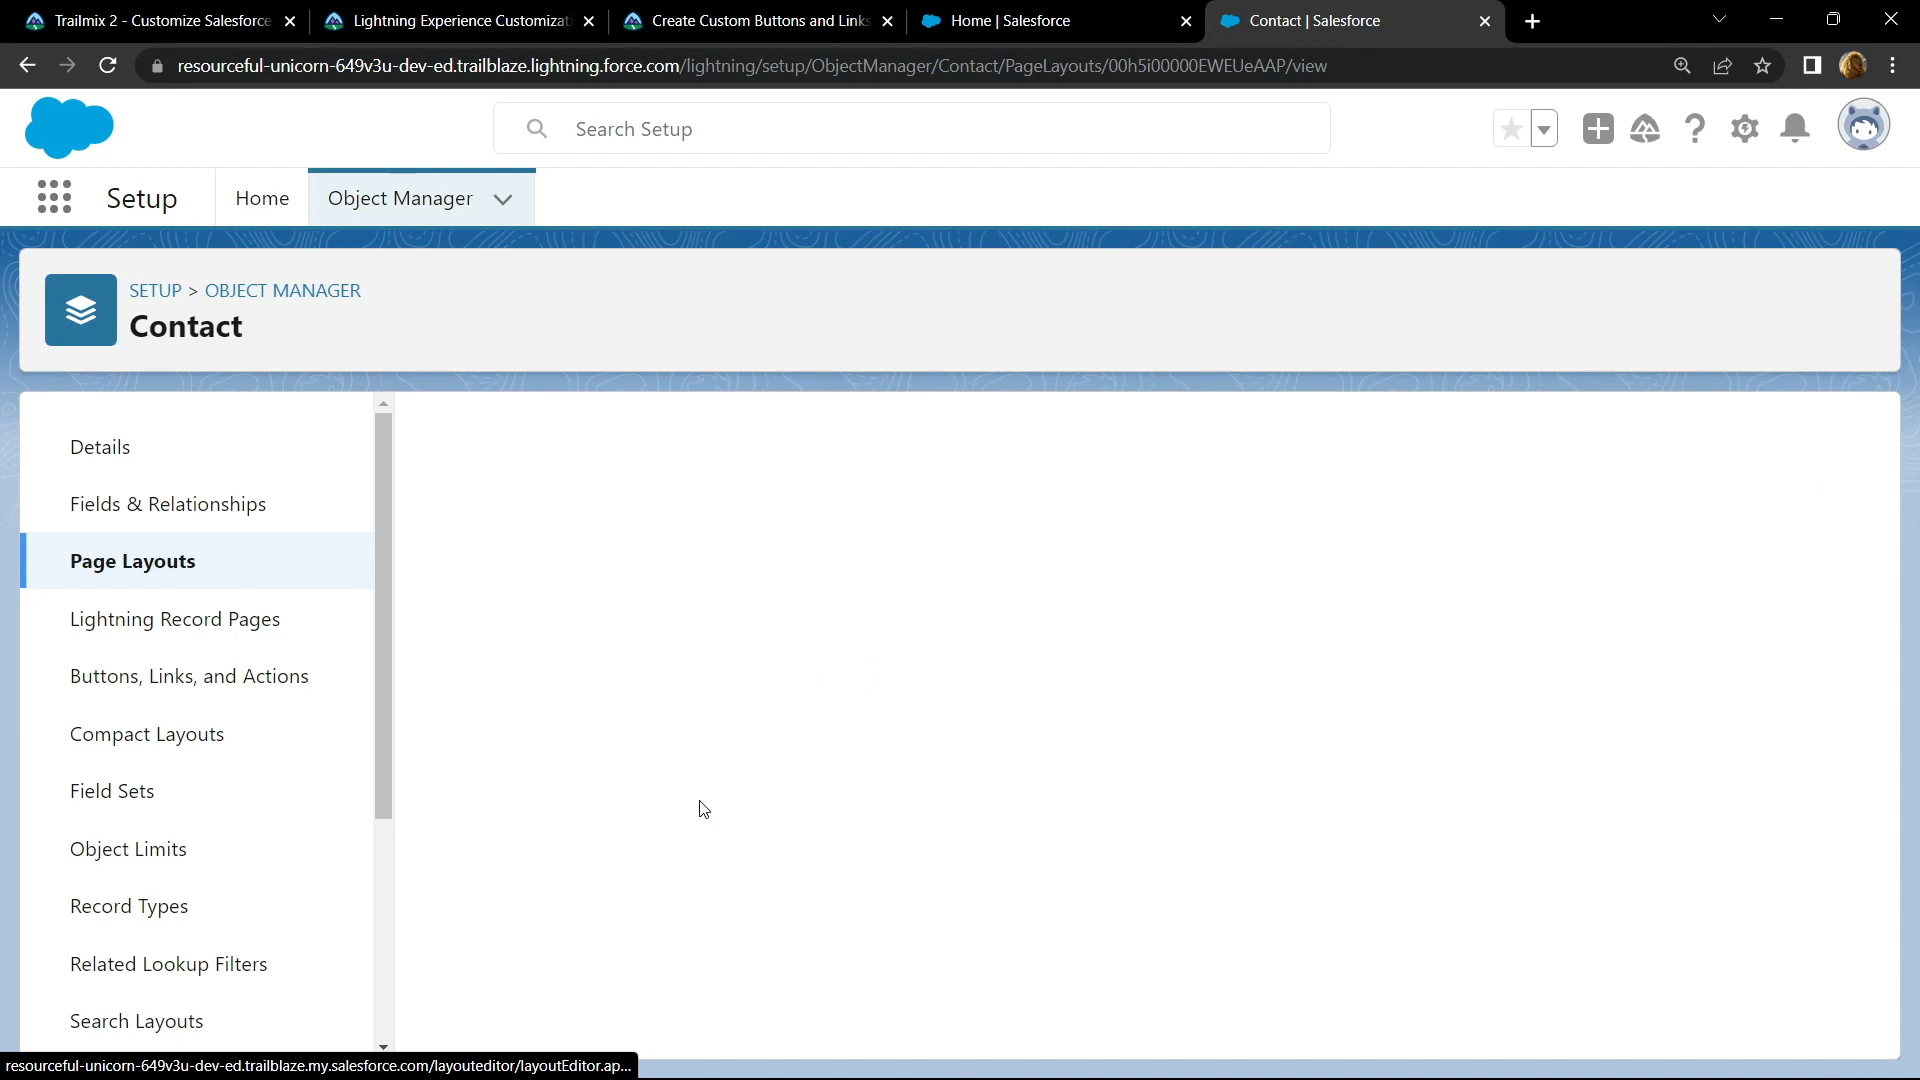 Trailmix 2 - Customize Salesforce
Lightning Experience Customizat
Create Custom Buttons and Links
Home | Salesforce
Contact | Salesforce
resourceful-unicorn-649v3u-dev-ed.trailblaze.lightning.force.com/lightning/setup/ObjectManager/Contact/PageLayouts/00h5i00000EWEUeAAP/view
Search Setup
Setup
Home
Object Manager
SETUP > OBJECT MANAGER
Contact
Details
Fields & Relationships
Page Layouts
Lightning Record Pages
Buttons, Links, and Actions
Compact Layouts
Field Sets
Object Limits
Record Types
Related Lookup Filters
Search Layouts
resourceful-unicorn-649v3u-dev-ed.trailblaze.my.salesforce.com/layouteditor/layoutEditor.ap...